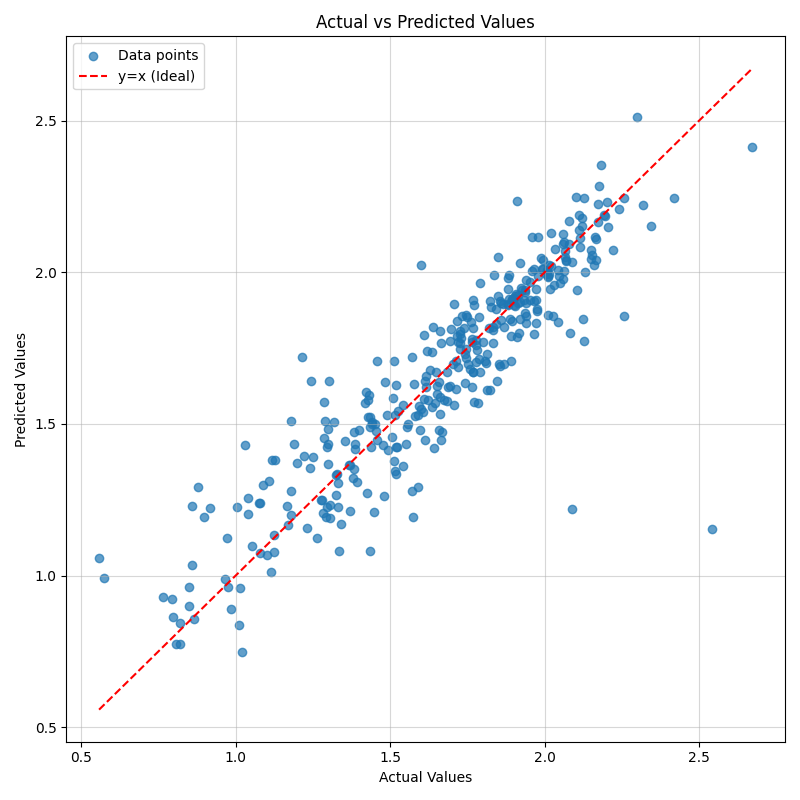 Actual vs Predicted Values
Data points
y=x (Ideal)
2.5
2.0
1.5
1.0
0.5
Predicted Values
0.5 1.0 1.5 2.0 2.5
Actual Values